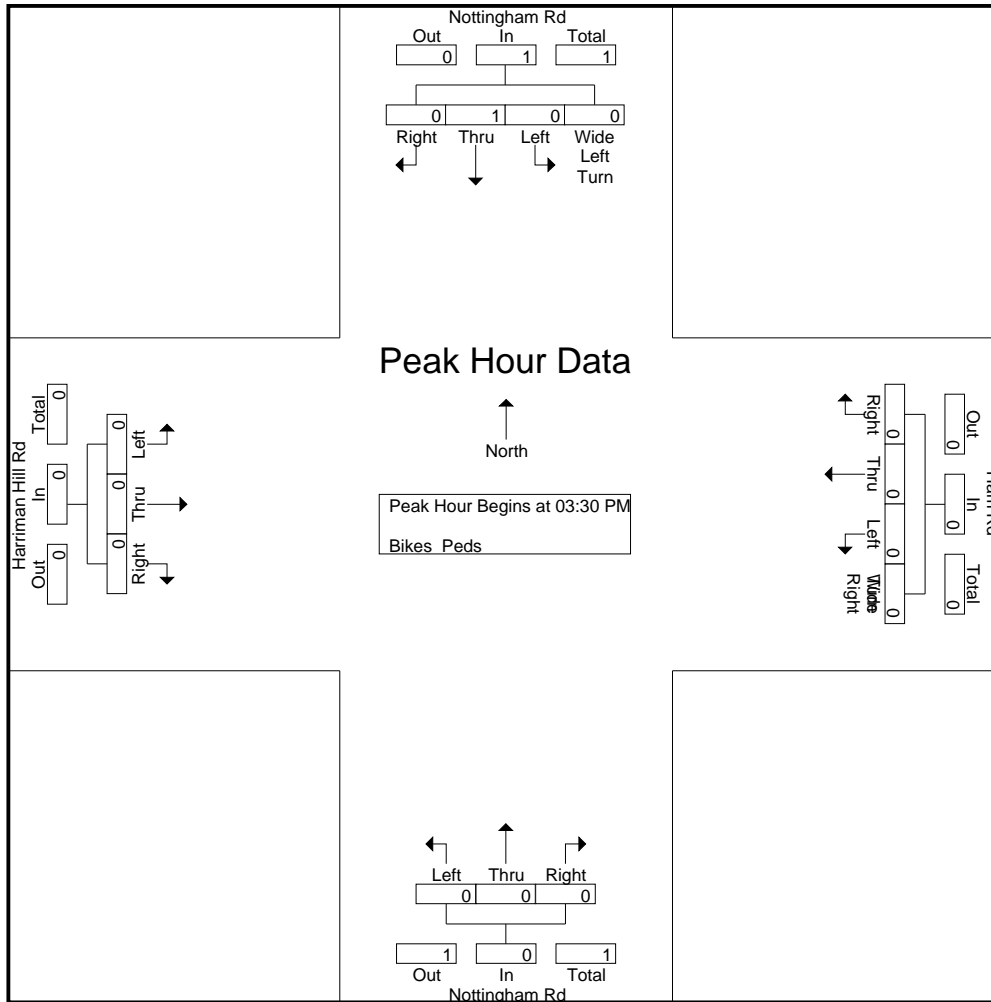 Nottingham Rd
Out In Total
0 1 1
0 1 0 0
Right Thru Left Wide
Left
Turn
Peak Hour Data
North
Peak Hour Begins at 03:30 PM
Bikes Peds
Harriman Hill Rd
Out In Total
0 0 0
0 0 0
Left Thru Right
Out In Total
0 0 0
0 0 0 0
Right Thru Left Wide
Right
Turn
Left Thru Right
0 0 0
1 0 1
Out In Total
Nottingham Rd